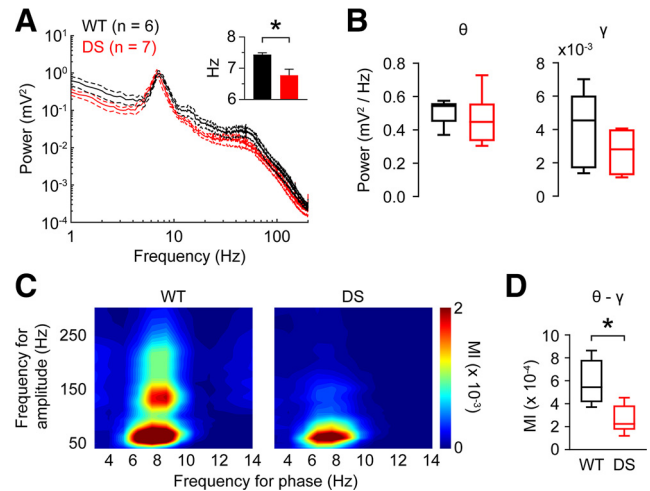 A
WT (n = 6)
DS (n = 7)
*
8
7
6
Hz
10¹
10⁰
10⁻¹
10⁻²
10⁻³
10⁻⁴
Power (mV²)
1
10
100
Frequency (Hz)
B
θ
γ
x10⁻³
0.8
0.6
0.4
0.2
0.0
Power (mV² / Hz)
8
6
4
2
0
C
WT
DS
250
150
50
Frequency for
amplitude (Hz)
4 6 8 10 12 14
4 6 8 10 12 14
Frequency for phase (Hz)
2
0
MI (x 10⁻³)
D
θ - γ
*
10
8
6
4
2
0
MI (x 10⁻⁴)
WT DS